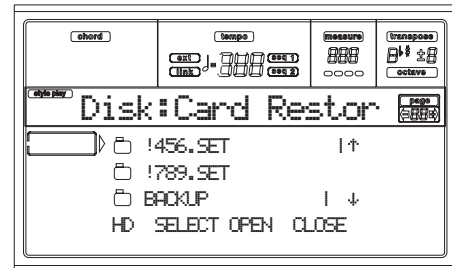 chord tempo measure transpose
ext seq 1
link seq 2
octave
style play
Disk:Card Restor page
!456.SET |↑
!789.SET
BACKUP | ↓
HD SELECT OPEN CLOSE